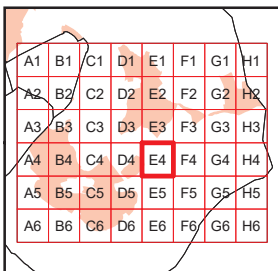 A1 B1 C1 D1 E1 F1 G1 H1
A2 B2 C2 D2 E2 F2 G2 H2
A3 B3 C3 D3 E3 F3 G3 H3
A4 B4 C4 D4 E4 F4 G4 H4
A5 B5 C5 D5 E5 F5 G5 H5
A6 B6 C6 D6 E6 F6 G6 H6